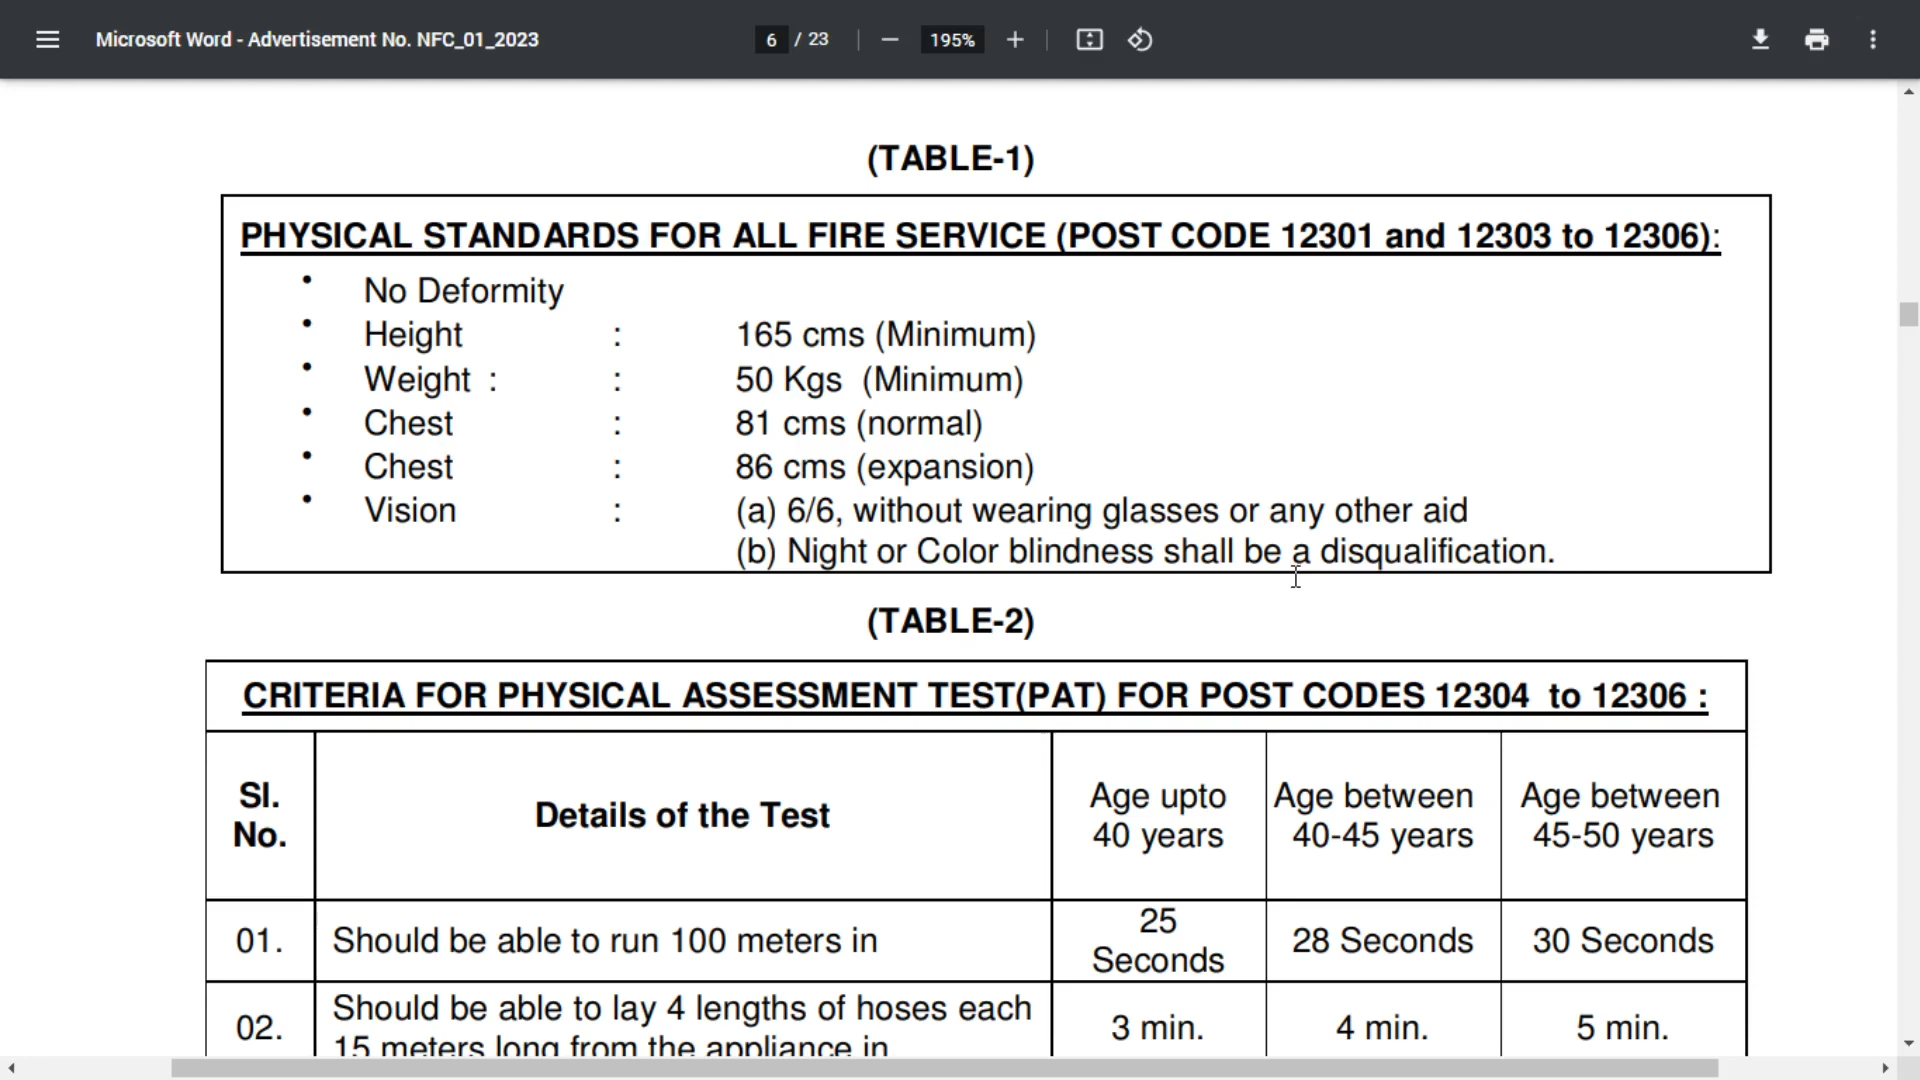 Microsoft Word - Advertisement No. NFC_01_2023
6 / 23
195%
(TABLE-1)
PHYSICAL STANDARDS FOR ALL FIRE SERVICE (POST CODE 12301 and 12303 to 12306):
• No Deformity
• Height : 165 cms (Minimum)
• Weight : : 50 Kgs (Minimum)
• Chest : 81 cms (normal)
• Chest : 86 cms (expansion)
• Vision : (a) 6/6, without wearing glasses or any other aid
(b) Night or Color blindness shall be a disqualification.
(TABLE-2)
CRITERIA FOR PHYSICAL ASSESSMENT TEST(PAT) FOR POST CODES 12304 to 12306 :
Sl.
No.
Details of the Test
Age upto
40 years
Age between
40-45 years
Age between
45-50 years
01.
Should be able to run 100 meters in
25
Seconds
28 Seconds
30 Seconds
02.
Should be able to lay 4 lengths of hoses each
15 meters long from the appliance in
3 min.
4 min.
5 min.